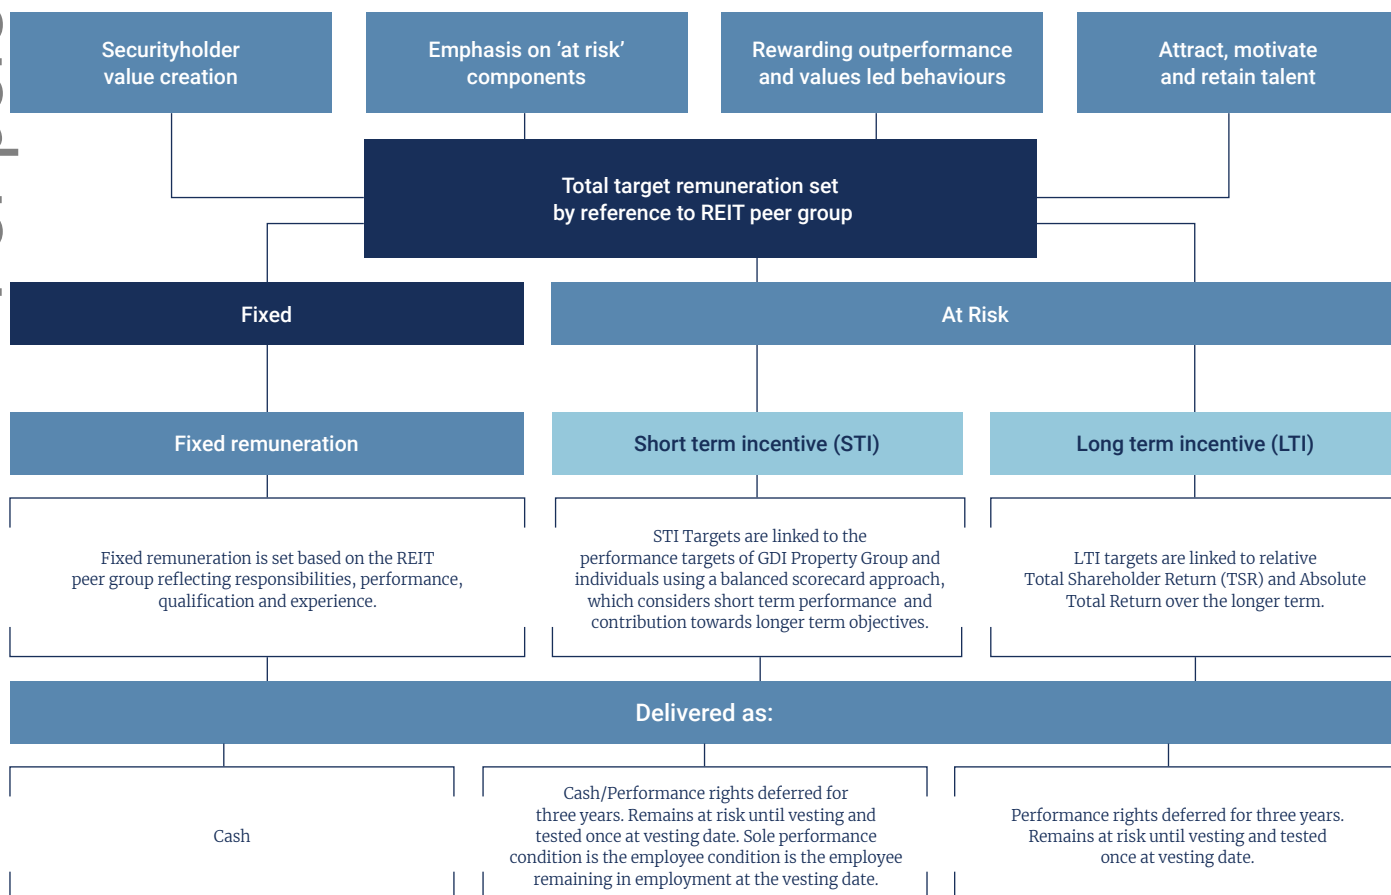 Securityholder
value creation
Emphasis on ‘at risk’
components
Rewarding outperformance
and values led behaviours
Attract, motivate
and retain talent
Total target remuneration set
by reference to REIT peer group
Fixed
At Risk
Fixed remuneration
Short term incentive (STI)
Long term incentive (LTI)
Fixed remuneration is set based on the REIT
peer group reflecting responsibilities, performance,
qualification and experience.
STI Targets are linked to the
performance targets of GDI Property Group and
individuals using a balanced scorecard approach,
which considers short term performance and
contribution towards longer term objectives.
LTI targets are linked to relative
Total Shareholder Return (TSR) and Absolute
Total Return over the longer term.
Delivered as:
Cash
Cash/Performance rights deferred for
three years. Remains at risk until vesting and
tested once at vesting date. Sole performance
condition is the employee condition is the employee
remaining in employment at the vesting date.
Performance rights deferred for three years.
Remains at risk until vesting and tested
once at vesting date.